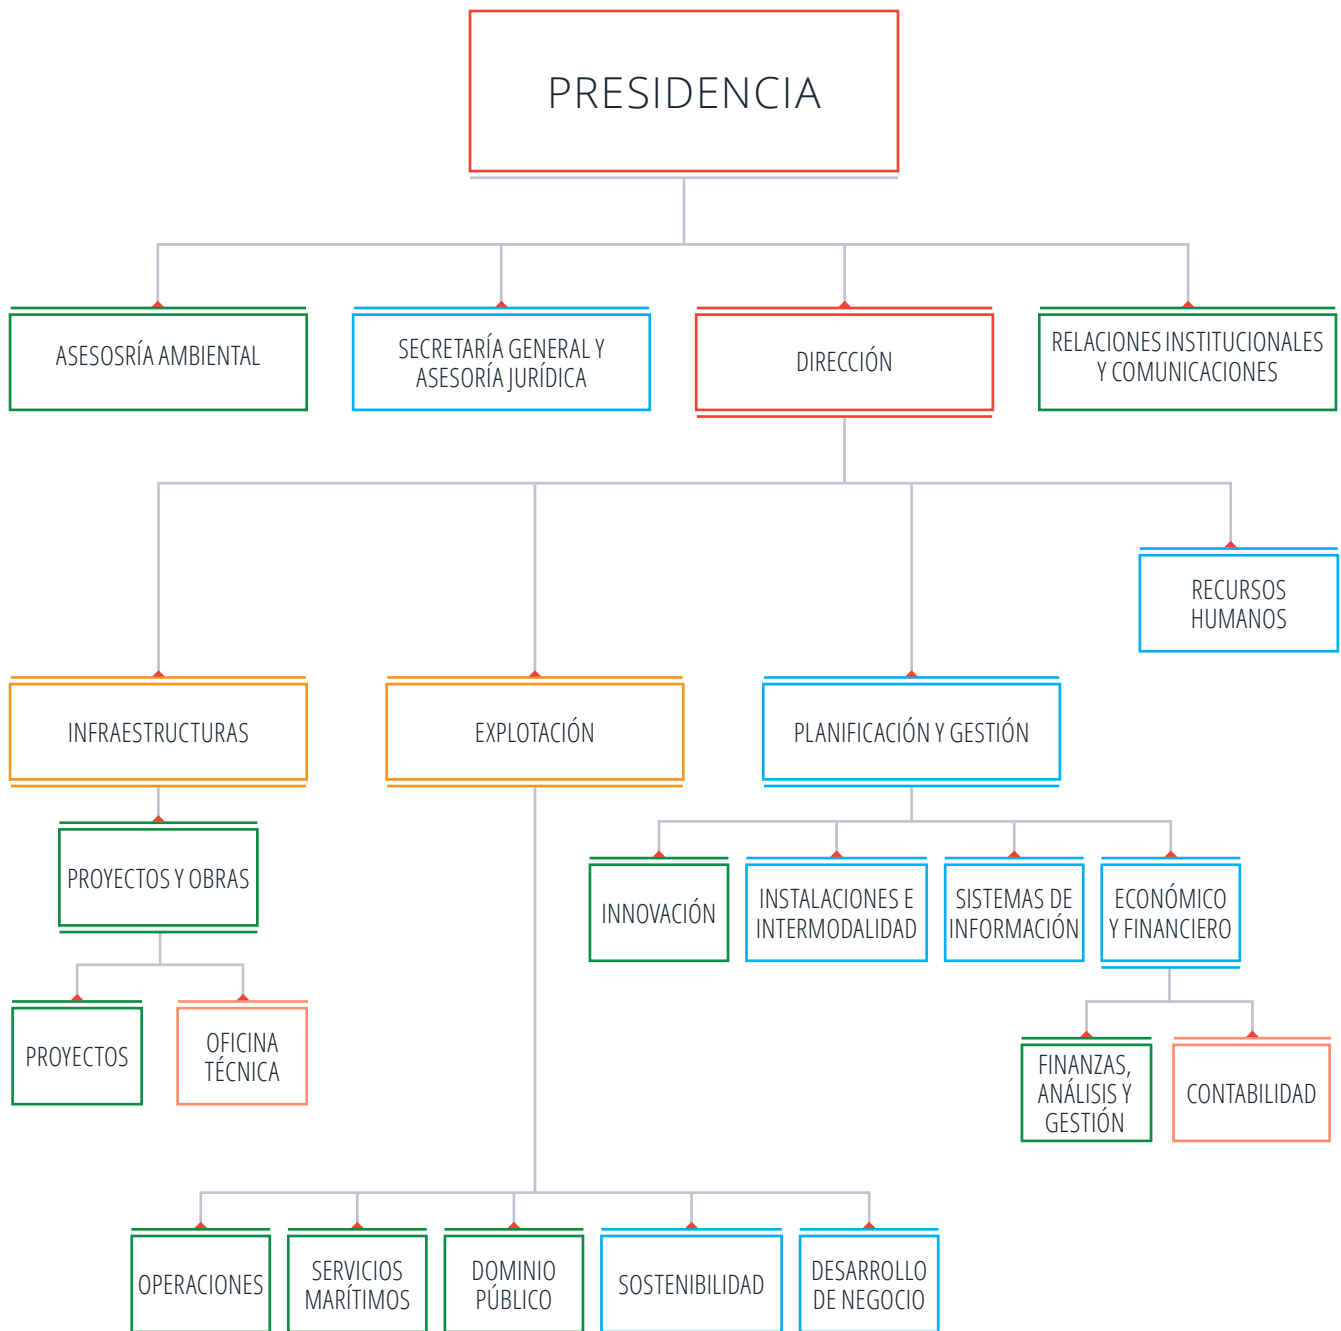 PRESIDENCIA
ASESOSRÍA AMBIENTAL
SECRETARÍA GENERAL Y
ASESORÍA JURÍDICA
DIRECCIÓN
RELACIONES INSTITUCIONALES
Y COMUNICACIONES
RECURSOS
HUMANOS
INFRAESTRUCTURAS
EXPLOTACIÓN
PLANIFICACIÓN Y GESTIÓN
PROYECTOS Y OBRAS
INNOVACIÓN
INSTALACIONES E
INTERMODALIDAD
SISTEMAS DE
INFORMACIÓN
ECONÓMICO
Y FINANCIERO
PROYECTOS
OFICINA
TÉCNICA
FINANZAS,
ANÁLISIS Y
GESTIÓN
CONTABILIDAD
OPERACIONES
SERVICIOS
MARÍTIMOS
DOMINIO
PÚBLICO
SOSTENIBILIDAD
DESARROLLO
DE NEGOCIO